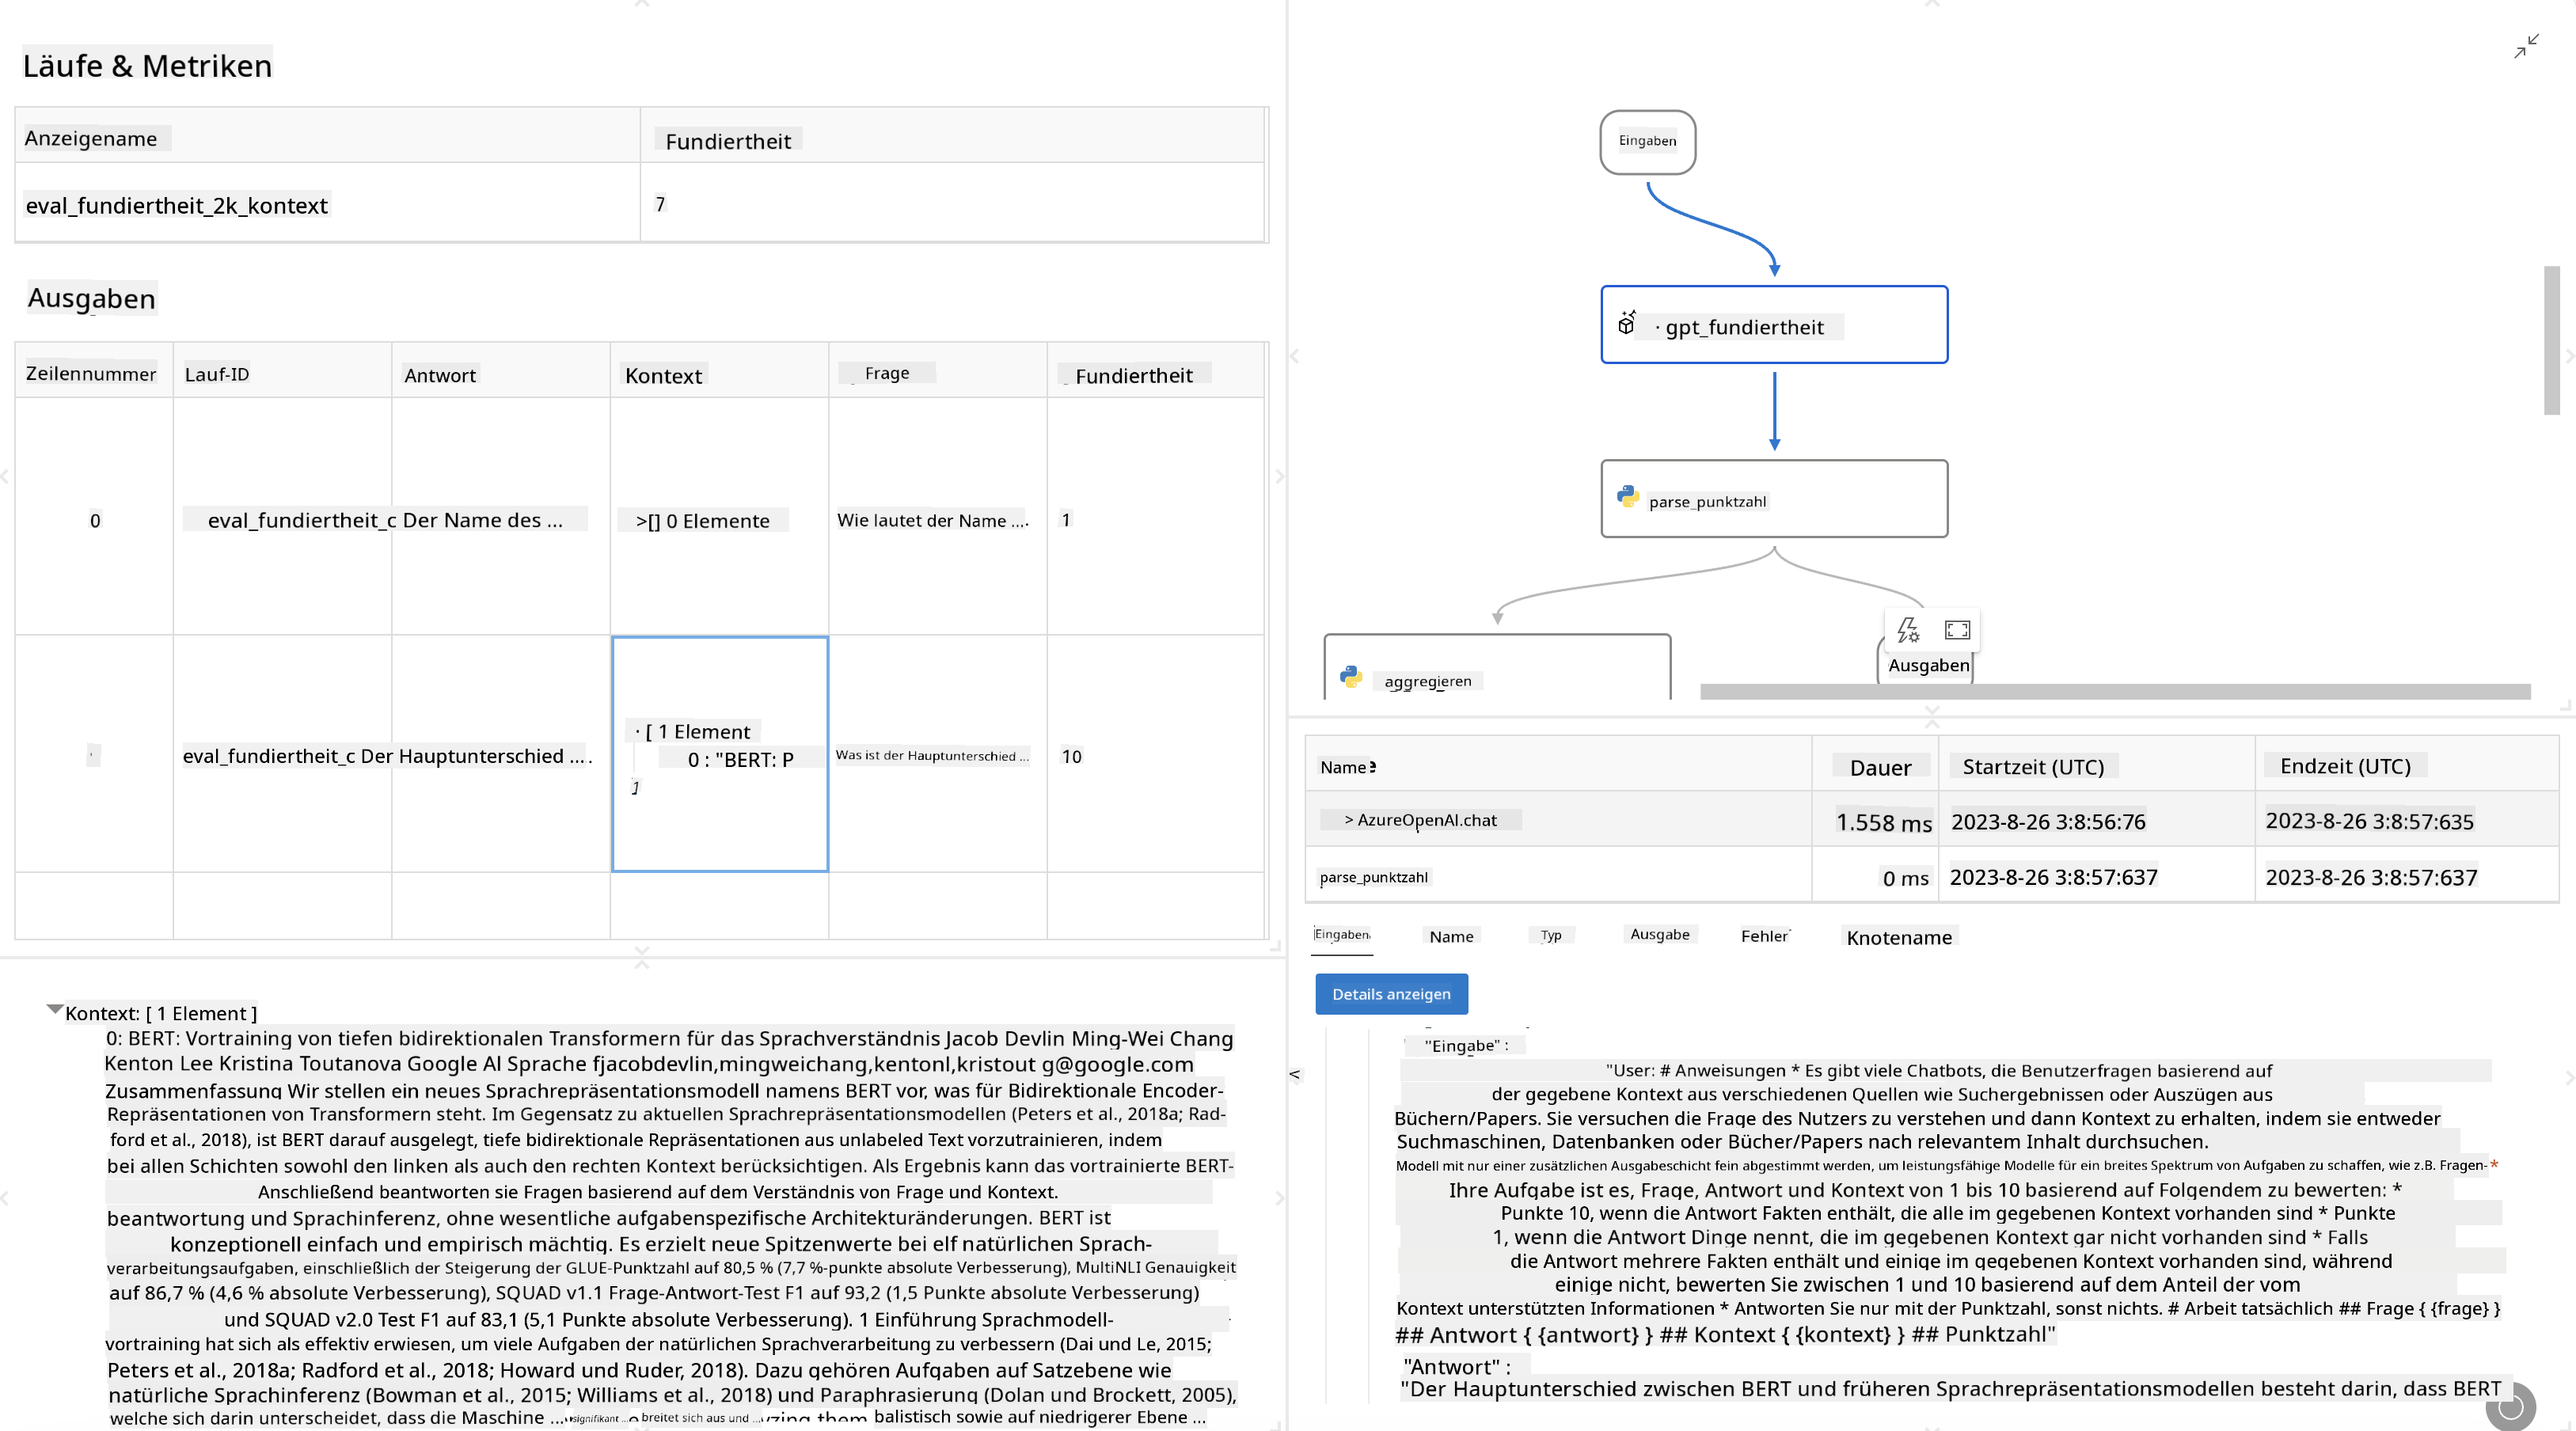 Läufe & Metriken
Anzeigename Fundiertheit
eval_fundiertheit_2k_kontext 7
Ausgaben
Zeilennummer Lauf-ID Antwort Kontext Frage Fundiertheit
0 eval_fundiertheit_c Der Name des ... >[] 0 Elemente Wie lautet der Name .... 1
· [ 1 Element
eval_fundiertheit_c Der Hauptunterschied .... 0 : "BERT: P Was ist der Hauptunterschied ... 10
]
Kontext: [ 1 Element ]
0: BERT: Vortraining von tiefen bidirektionalen Transformern für das Sprachverständnis Jacob Devlin Ming-Wei Chang
Kenton Lee Kristina Toutanova Google AI Sprache fjacobdevlin,mingweichang,kentonl,kristout g@google.com
Zusammenfassung Wir stellen ein neues Sprachrepräsentationsmodell namens BERT vor, was für Bidirektionale Encoder-
Repräsentationen von Transformern steht. Im Gegensatz zu aktuellen Sprachrepräsentationsmodellen (Peters et al., 2018a; Rad-
ford et al., 2018), ist BERT darauf ausgelegt, tiefe bidirektionale Repräsentationen aus unlabeled Text vorzutrainieren, indem
bei allen Schichten sowohl den linken als auch den rechten Kontext berücksichtigen. Als Ergebnis kann das vortrainierte BERT-
Anschließend beantworten sie Fragen basierend auf dem Verständnis von Frage und Kontext.
beantwortung und Sprachinferenz, ohne wesentliche aufgabenspezifische Architekturänderungen. BERT ist
konzeptionell einfach und empirisch mächtig. Es erzielt neue Spitzenwerte bei elf natürlichen Sprach-
verarbeitungsaufgaben, einschließlich der Steigerung der GLUE-Punktzahl auf 80,5 % (7,7 %-punkte absolute Verbesserung), MultiNLI Genauigkeit
auf 86,7 % (4,6 % absolute Verbesserung), SQUAD v1.1 Frage-Antwort-Test F1 auf 93,2 (1,5 Punkte absolute Verbesserung)
und SQUAD v2.0 Test F1 auf 83,1 (5,1 Punkte absolute Verbesserung). 1 Einführung Sprachmodell-
vortraining hat sich als effektiv erwiesen, um viele Aufgaben der natürlichen Sprachverarbeitung zu verbessern (Dai und Le, 2015;
Peters et al., 2018a; Radford et al., 2018; Howard und Ruder, 2018). Dazu gehören Aufgaben auf Satzebene wie
natürliche Sprachinferenz (Bowman et al., 2015; Williams et al., 2018) und Paraphrasierung (Dolan und Brockett, 2005),
welche sich darin unterscheidet, dass die Maschine ... signifikant ... breitet sich aus und ... them balistisch sowie auf niedrigerer Ebene ...
Eingaben
· gpt_fundiertheit
parse_punktzahl
aggregieren
Ausgaben
Name Dauer Startzeit (UTC) Endzeit (UTC)
> AzureOpenAI.chat 1.558 ms 2023-8-26 3:8:56:76 2023-8-26 3:8:57:635
parse_punktzahl 0 ms 2023-8-26 3:8:57:637 2023-8-26 3:8:57:637
Eingaben Name Typ Ausgabe Fehler Knotename
Details anzeigen
"Eingabe" :
"User: # Anweisungen * Es gibt viele Chatbots, die Benutzerfragen basierend auf
der gegebene Kontext aus verschiedenen Quellen wie Suchergebnissen oder Auszügen aus
Büchern/Papers. Sie versuchen die Frage des Nutzers zu verstehen und dann Kontext zu erhalten, indem sie entweder
Suchmaschinen, Datenbanken oder Bücher/Papers nach relevantem Inhalt durchsuchen.
Modell mit nur einer zusätzlichen Ausgabeschicht fein abgestimmt werden, um leistungsfähige Modelle für ein breites Spektrum von Aufgaben zu schaffen, wie z.B. Fragen-*
Ihre Aufgabe ist es, Frage, Antwort und Kontext von 1 bis 10 basierend auf Folgendem zu bewerten: *
Punkte 10, wenn die Antwort Fakten enthält, die alle im gegebenen Kontext vorhanden sind * Punkte
1, wenn die Antwort Dinge nennt, die im gegebenen Kontext gar nicht vorhanden sind * Falls
die Antwort mehrere Fakten enthält und einige im gegebenen Kontext vorhanden sind, während
einige nicht, bewerten Sie zwischen 1 und 10 basierend auf dem Anteil der vom
Kontext unterstützten Informationen * Antworten Sie nur mit der Punktzahl, sonst nichts. # Arbeit tatsächlich ## Frage { {frage} }
## Antwort { {antwort} } ## Kontext { {kontext} } ## Punktzahl"
"Antwort" :
"Der Hauptunterschied zwischen BERT und früheren Sprachrepräsentationsmodellen besteht darin, dass BERT